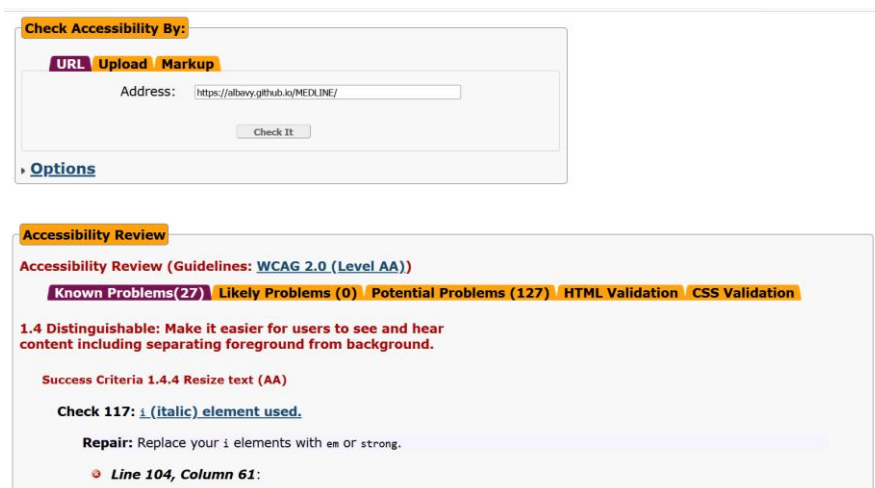 Check Accessibility By:
URL Upload Markup
Address: https://albavy.github.io/MEDLINE/
Check It
Options
Accessibility Review
Accessibility Review (Guidelines: WCAG 2.0 (Level AA))
Known Problems(27) Likely Problems (0) Potential Problems (127) HTML Validation CSS Validation
1.4 Distinguishable: Make it easier for users to see and hear
content including separating foreground from background.
Success Criteria 1.4.4 Resize text (AA)
Check 117: i (italic) element used.
Repair: Replace your i elements with em or strong.
Line 104, Column 61: